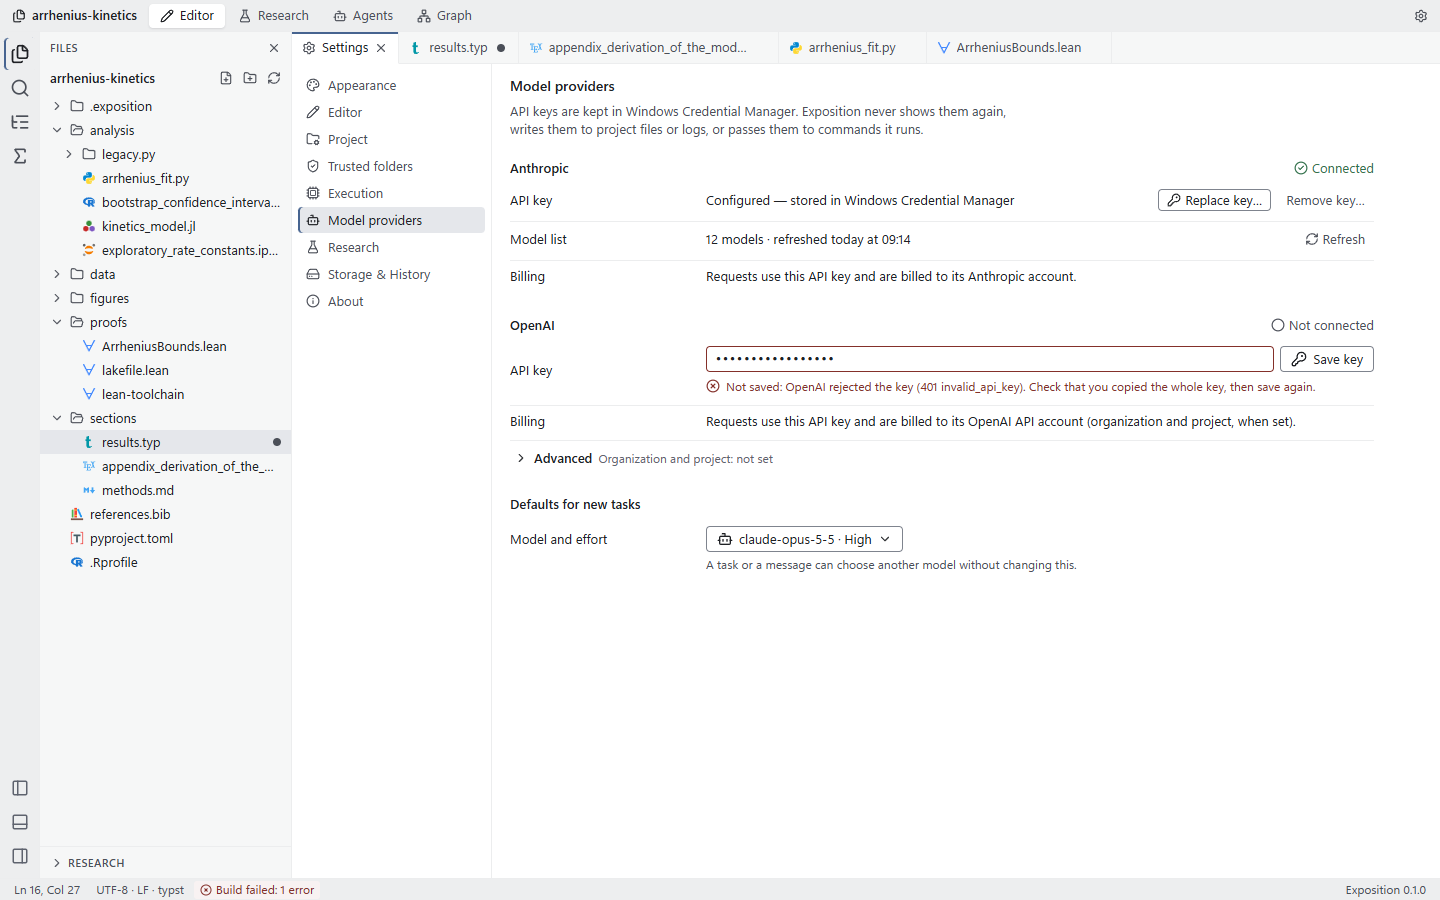 arrhenius-kinetics
Editor
Research
Agents
Graph
FILES
arrhenius-kinetics
.exposition
analysis
legacy.py
arrhenius_fit.py
bootstrap_confidence_interva...
kinetics_model.jl
exploratory_rate_constants.ip...
data
figures
proofs
ArrheniusBounds.lean
lakefile.lean
lean-toolchain
sections
results.typ
appendix_derivation_of_the_...
methods.md
references.bib
pyproject.toml
.Rprofile
RESEARCH
Settings
results.typ
appendix_derivation_of_the_mod...
arrhenius_fit.py
ArrheniusBounds.lean
Appearance
Editor
Project
Trusted folders
Execution
Model providers
Research
Storage & History
About
Model providers
API keys are kept in Windows Credential Manager. Exposition never shows them again,
writes them to project files or logs, or passes them to commands it runs.
Anthropic
Connected
API key
Configured — stored in Windows Credential Manager
Replace key...
Remove key...
Model list
12 models · refreshed today at 09:14
Refresh
Billing
Requests use this API key and are billed to its Anthropic account.
OpenAI
Not connected
API key
•••••••••••••••••
Save key
Not saved: OpenAI rejected the key (401 invalid_api_key). Check that you copied the whole key, then save again.
Billing
Requests use this API key and are billed to its OpenAI API account (organization and project, when set).
Advanced Organization and project: not set
Defaults for new tasks
Model and effort
claude-opus-5-5 · High
A task or a message can choose another model without changing this.
Ln 16, Col 27
UTF-8 · LF · typst
Build failed: 1 error
Exposition 0.1.0